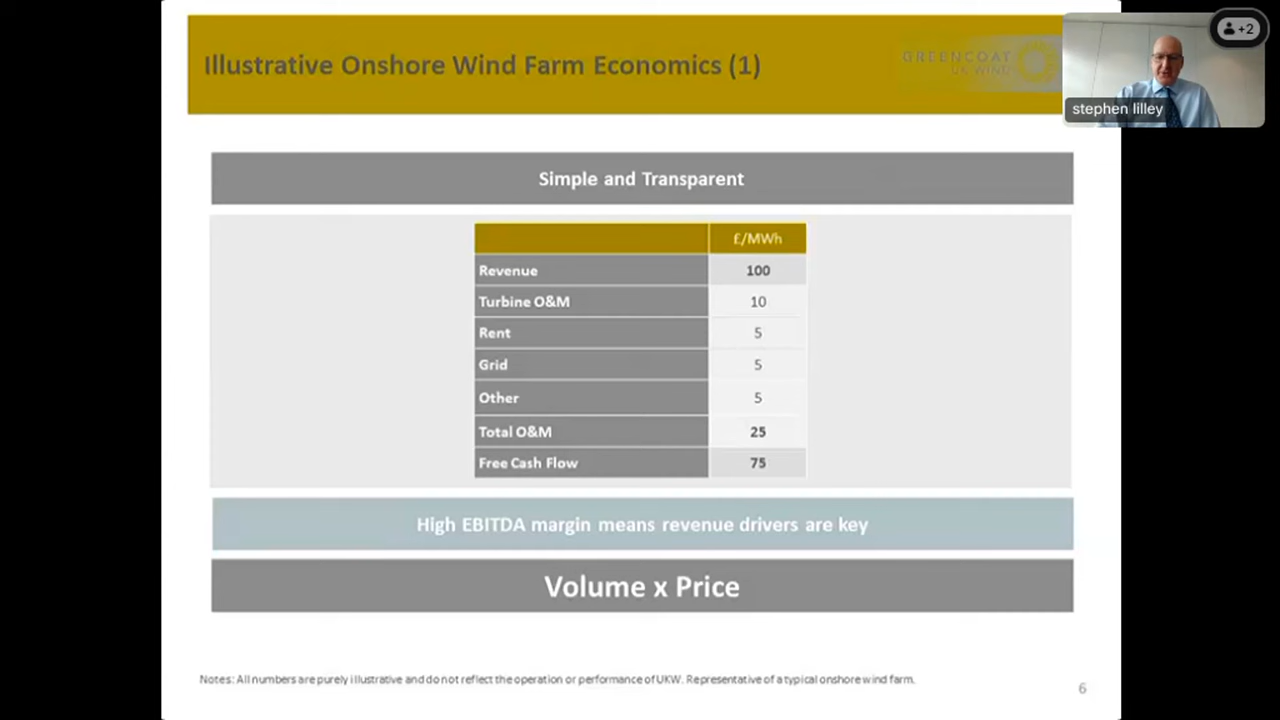 Illustrative Onshore Wind Farm Economics (1)
GREENCOAT
UK WIND
+2
stephen lilley
Simple and Transparent
£/MWh
Revenue 100
Turbine O&M 10
Rent 5
Grid 5
Other 5
Total O&M 25
Free Cash Flow 75
High EBITDA margin means revenue drivers are key
Volume x Price
Notes: All numbers are purely illustrative and do not reflect the operation or performance of UKW. Representative of a typical onshore wind farm.
6